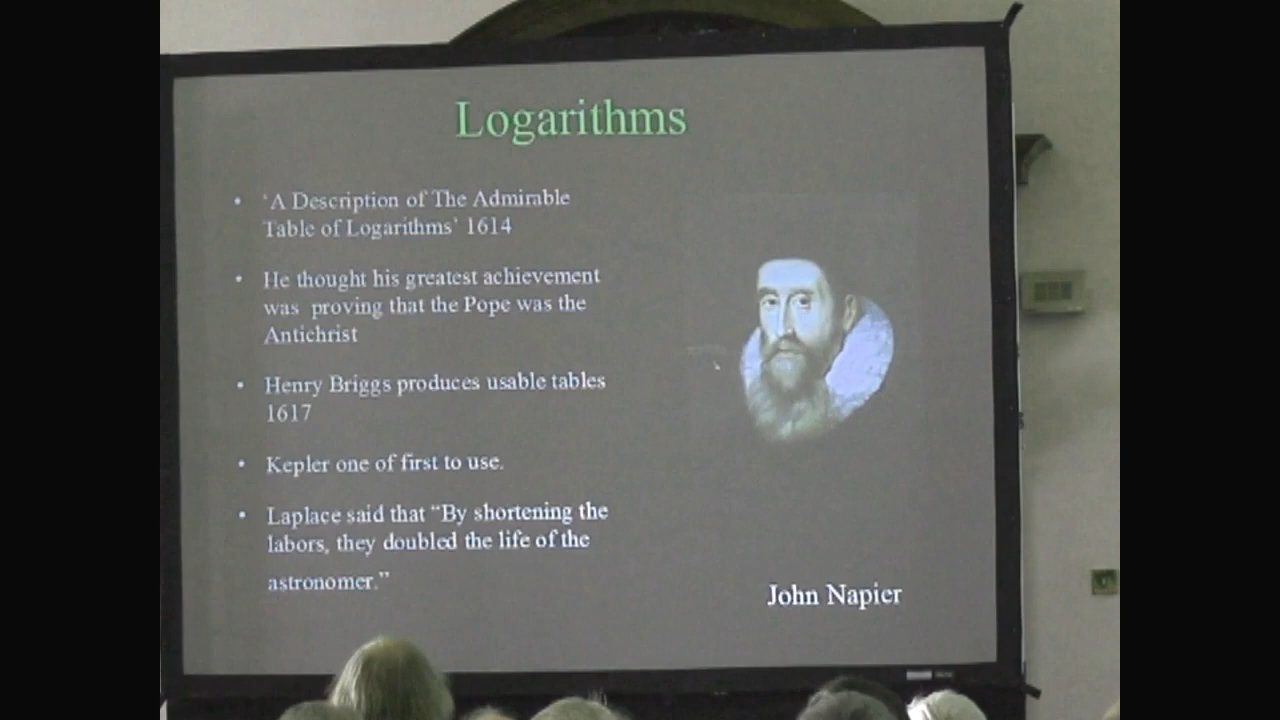 Logarithms
• ‘A Description of The Admirable
Table of Logarithms’ 1614
• He thought his greatest achievement
was proving that the Pope was the
Antichrist
• Henry Briggs produces usable tables
1617
• Kepler one of first to use.
• Laplace said that “By shortening the
labors, they doubled the life of the
astronomer.”
John Napier